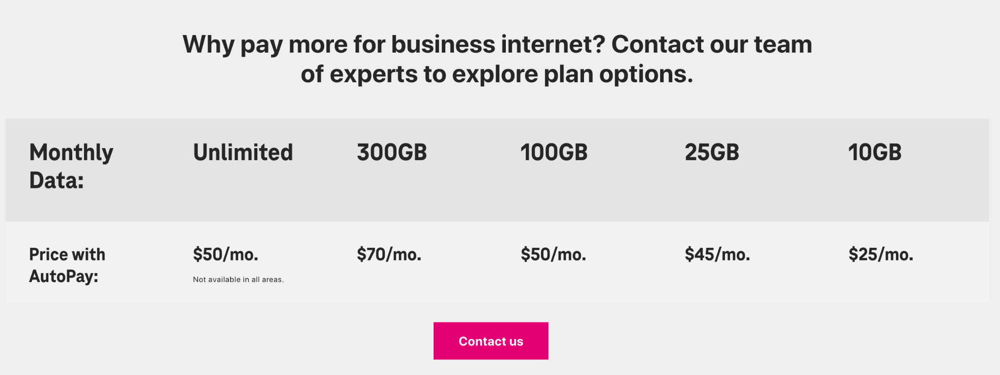 Why pay more for business internet? Contact our team
of experts to explore plan options.
Monthly
Data:
Unlimited
300GB
100GB
25GB
10GB
Price with
AutoPay:
$50/mo.
Not available in all areas.
$70/mo.
$50/mo.
$45/mo.
$25/mo.
Contact us